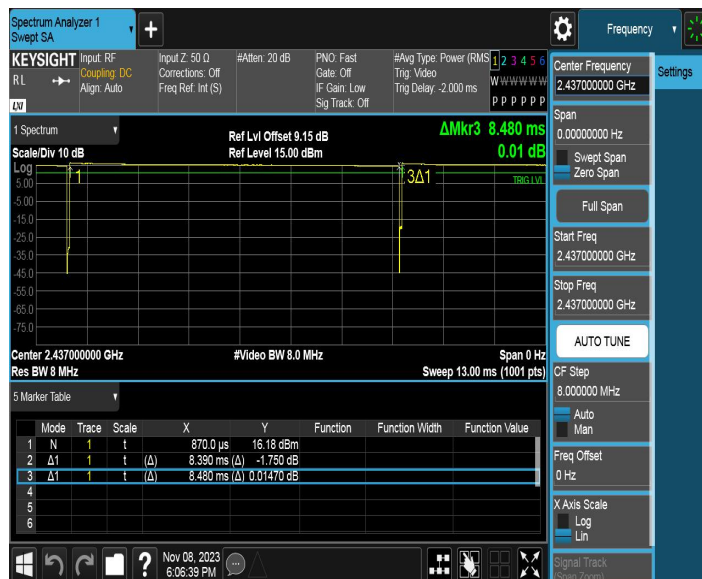 Spectrum Analyzer 1
Swept SA
Frequency
KEYSIGHT
RL
LXI
Input: RF
Coupling: DC
Align: Auto
Input Z: 50 Ω
Corrections: Off
Freq Ref: Int (S)
#Atten: 20 dB
PNO: Fast
Gate: Off
IF Gain: Low
Sig Track: Off
#Avg Type: Power (RMS
Trig: Video
Trig Delay: -2.000 ms
1 2 3 4 5 6
W W W W W W
P P P P P P
Settings
1 Spectrum
Scale/Div 10 dB
Ref Lvl Offset 9.15 dB
Ref Level 15.00 dBm
ΔMkr3 8.480 ms
0.01 dB
Log
5.00
-5.00
-15.0
-25.0
-35.0
-45.0
-55.0
-65.0
-75.0
1
3Δ1
TRIG LVL
Center 2.437000000 GHz
#Video BW 8.0 MHz
Span 0 Hz
Res BW 8 MHz
Sweep 13.00 ms (1001 pts)
5 Marker Table
Mode Trace Scale X Y Function Function Width Function Value
1 N 1 t 870.0 µs 16.18 dBm
2 Δ1 1 t (Δ) 8.390 ms (Δ) -1.750 dB
3 Δ1 1 t (Δ) 8.480 ms (Δ) 0.01470 dB
4
5
6
?
Nov 08, 2023
6:06:39 PM
Center Frequency
2.437000000 GHz
Span
0.00000000 Hz
Swept Span
Zero Span
Full Span
Start Freq
2.437000000 GHz
Stop Freq
2.437000000 GHz
AUTO TUNE
CF Step
8.000000 MHz
Auto
Man
Freq Offset
0 Hz
X Axis Scale
Log
Lin
Signal Track
(Span Zoom)